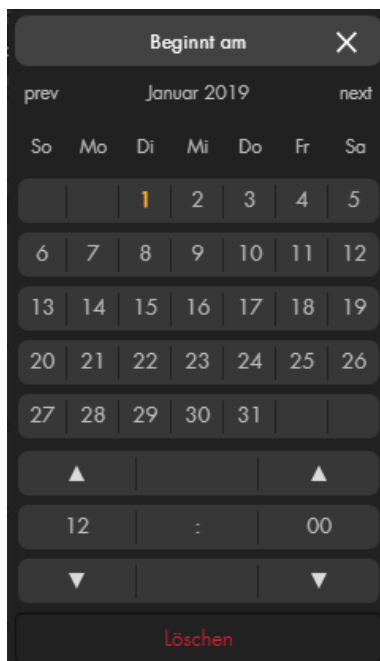 Beginnt am
prev Januar 2019 next
So Mo Di Mi Do Fr Sa
1 2 3 4 5
6 7 8 9 10 11 12
13 14 15 16 17 18 19
20 21 22 23 24 25 26
27 28 29 30 31
12 : 00
Löschen